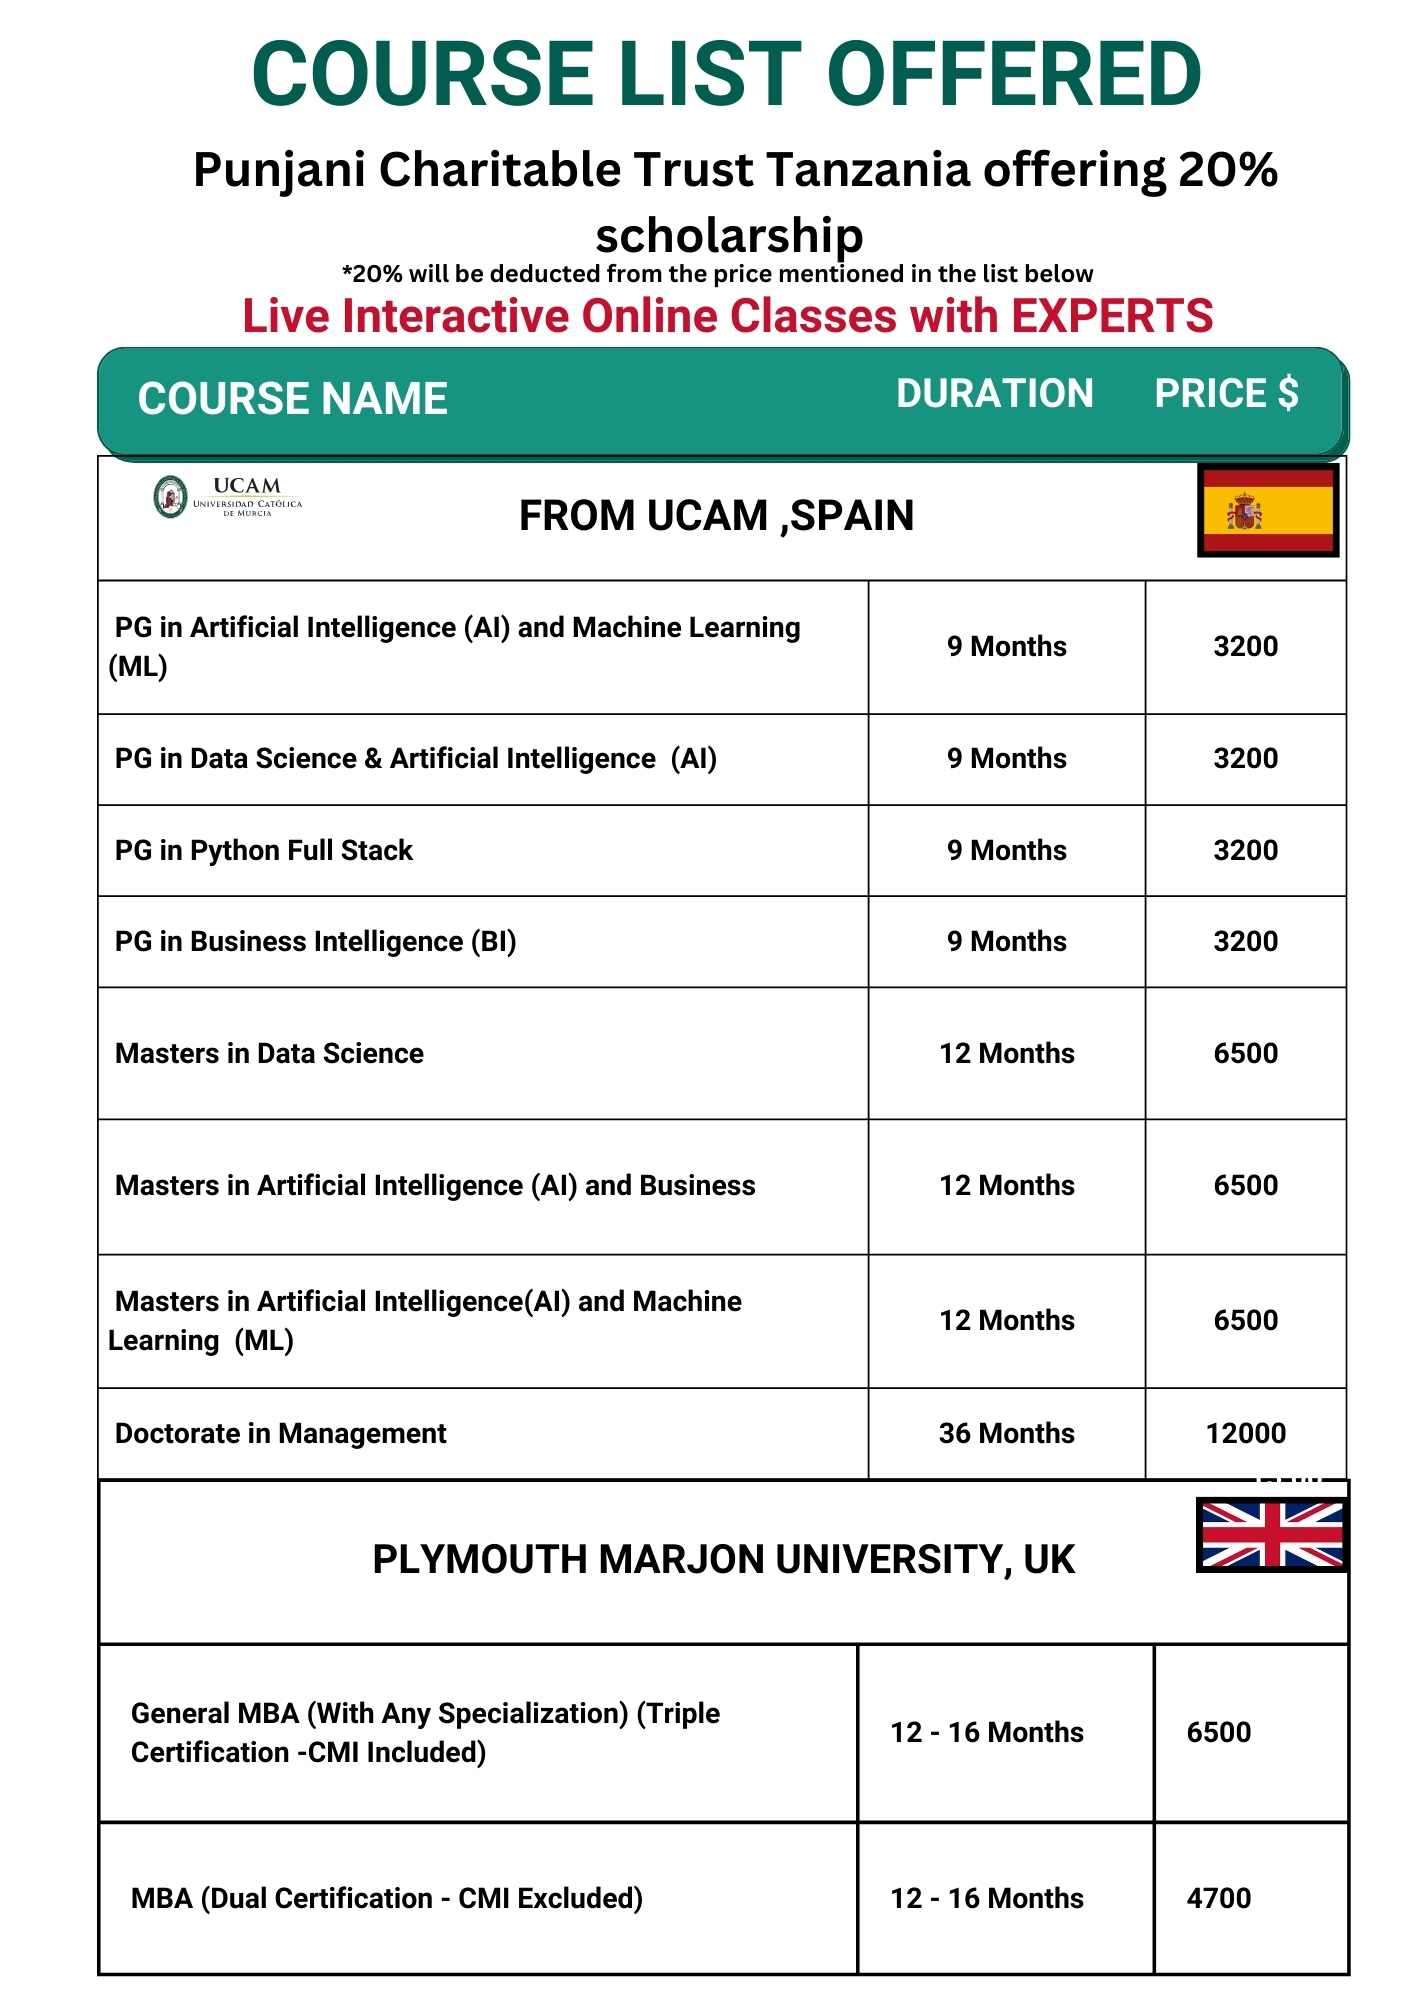 COURSE LIST OFFERED
Punjani Charitable Trust Tanzania offering 20%
scholarship
*20% will be deducted from the price mentioned in the list below
Live Interactive Online Classes with EXPERTS
COURSE NAME DURATION PRICE $
UCAM
UNIVERSIDAD CATÓLICA
DE MURCIA
FROM UCAM ,SPAIN
PG in Artificial Intelligence (AI) and Machine Learning
(ML)
9 Months 3200
PG in Data Science & Artificial Intelligence (AI) 9 Months 3200
PG in Python Full Stack 9 Months 3200
PG in Business Intelligence (BI) 9 Months 3200
Masters in Data Science 12 Months 6500
Masters in Artificial Intelligence (AI) and Business 12 Months 6500
Masters in Artificial Intelligence(AI) and Machine
Learning (ML)
12 Months 6500
Doctorate in Management 36 Months 12000
PLYMOUTH MARJON UNIVERSITY, UK
General MBA (With Any Specialization) (Triple
Certification -CMI Included)
12 - 16 Months 6500
MBA (Dual Certification - CMI Excluded) 12 - 16 Months 4700